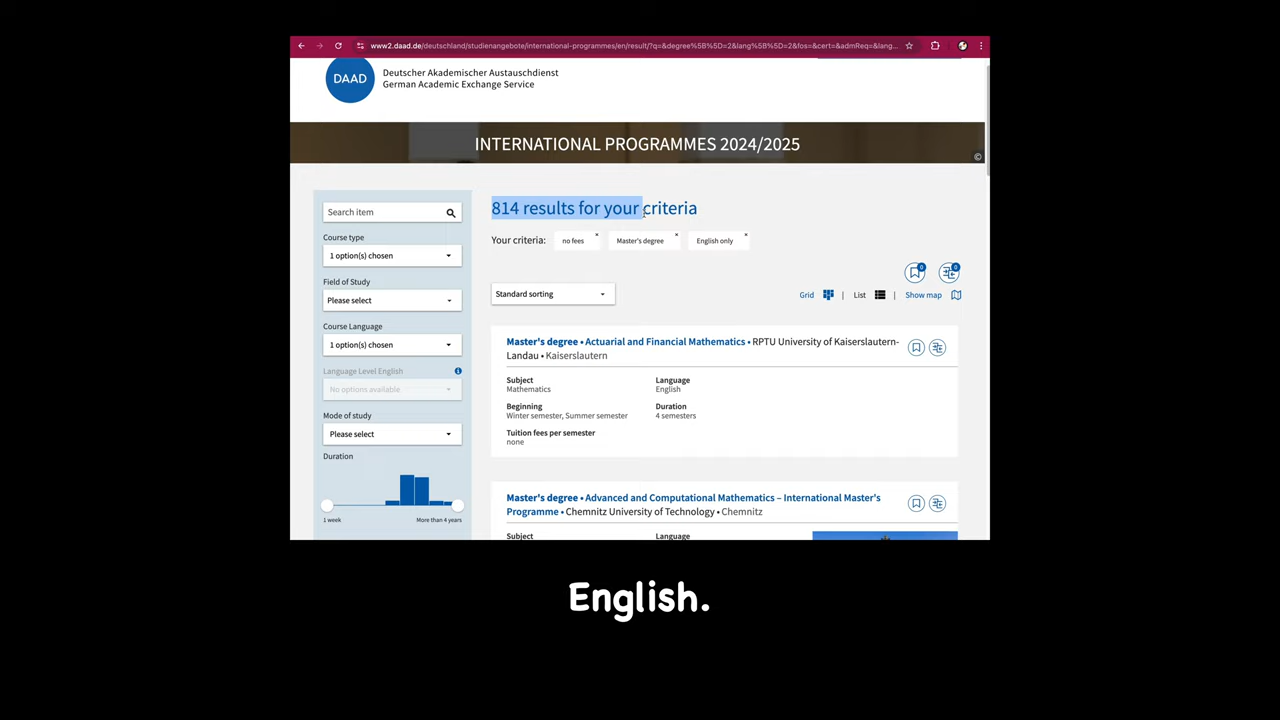 www2.daad.de/deutschland/studienangebote/international-programmes/en/result/?q=&degree%5B%5D=2&lang%5B%5D=2&fos=&cert=&admReq=&lang...
DAAD
Deutscher Akademischer Austauschdienst
German Academic Exchange Service
INTERNATIONAL PROGRAMMES 2024/2025
©
Search item
Course type
1 option(s) chosen
Field of Study
Please select
Course Language
1 option(s) chosen
Language Level English
No options available
Mode of study
Please select
Duration
1 week
More than 4 years
814 results for your criteria
Your criteria:
no fees ×
Master's degree ×
English only ×
0
0
Standard sorting
Grid | List | Show map
Master's degree • Actuarial and Financial Mathematics • RPTU University of Kaiserslautern-
Landau • Kaiserslautern
Subject
Mathematics
Language
English
Beginning
Winter semester, Summer semester
Duration
4 semesters
Tuition fees per semester
none
Master's degree • Advanced and Computational Mathematics – International Master's
Programme • Chemnitz University of Technology • Chemnitz
Subject
Language
English.